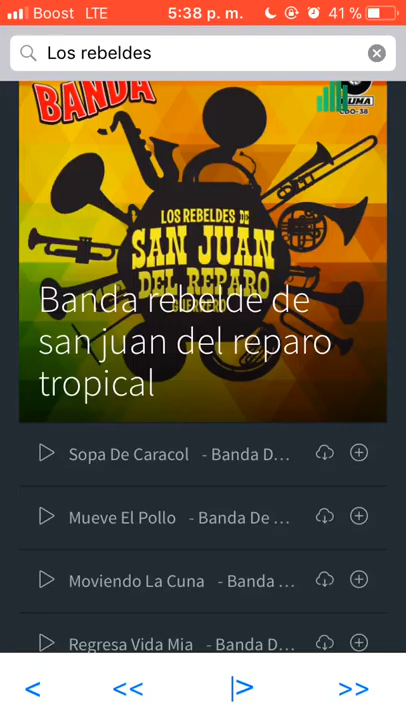 Boost LTE 5:38 p. m. 41 %
Los rebeldes
BANDA
CDO-38
LOS REBELDES DE
SAN JUAN
DEL REPARO
GUERRERO
Banda rebelde de
san juan del reparo
tropical
Sopa De Caracol - Banda D...
Mueve El Pollo - Banda De ...
Moviendo La Cuna - Banda ...
Regresa Vida Mia - Banda D...
< << |> >>